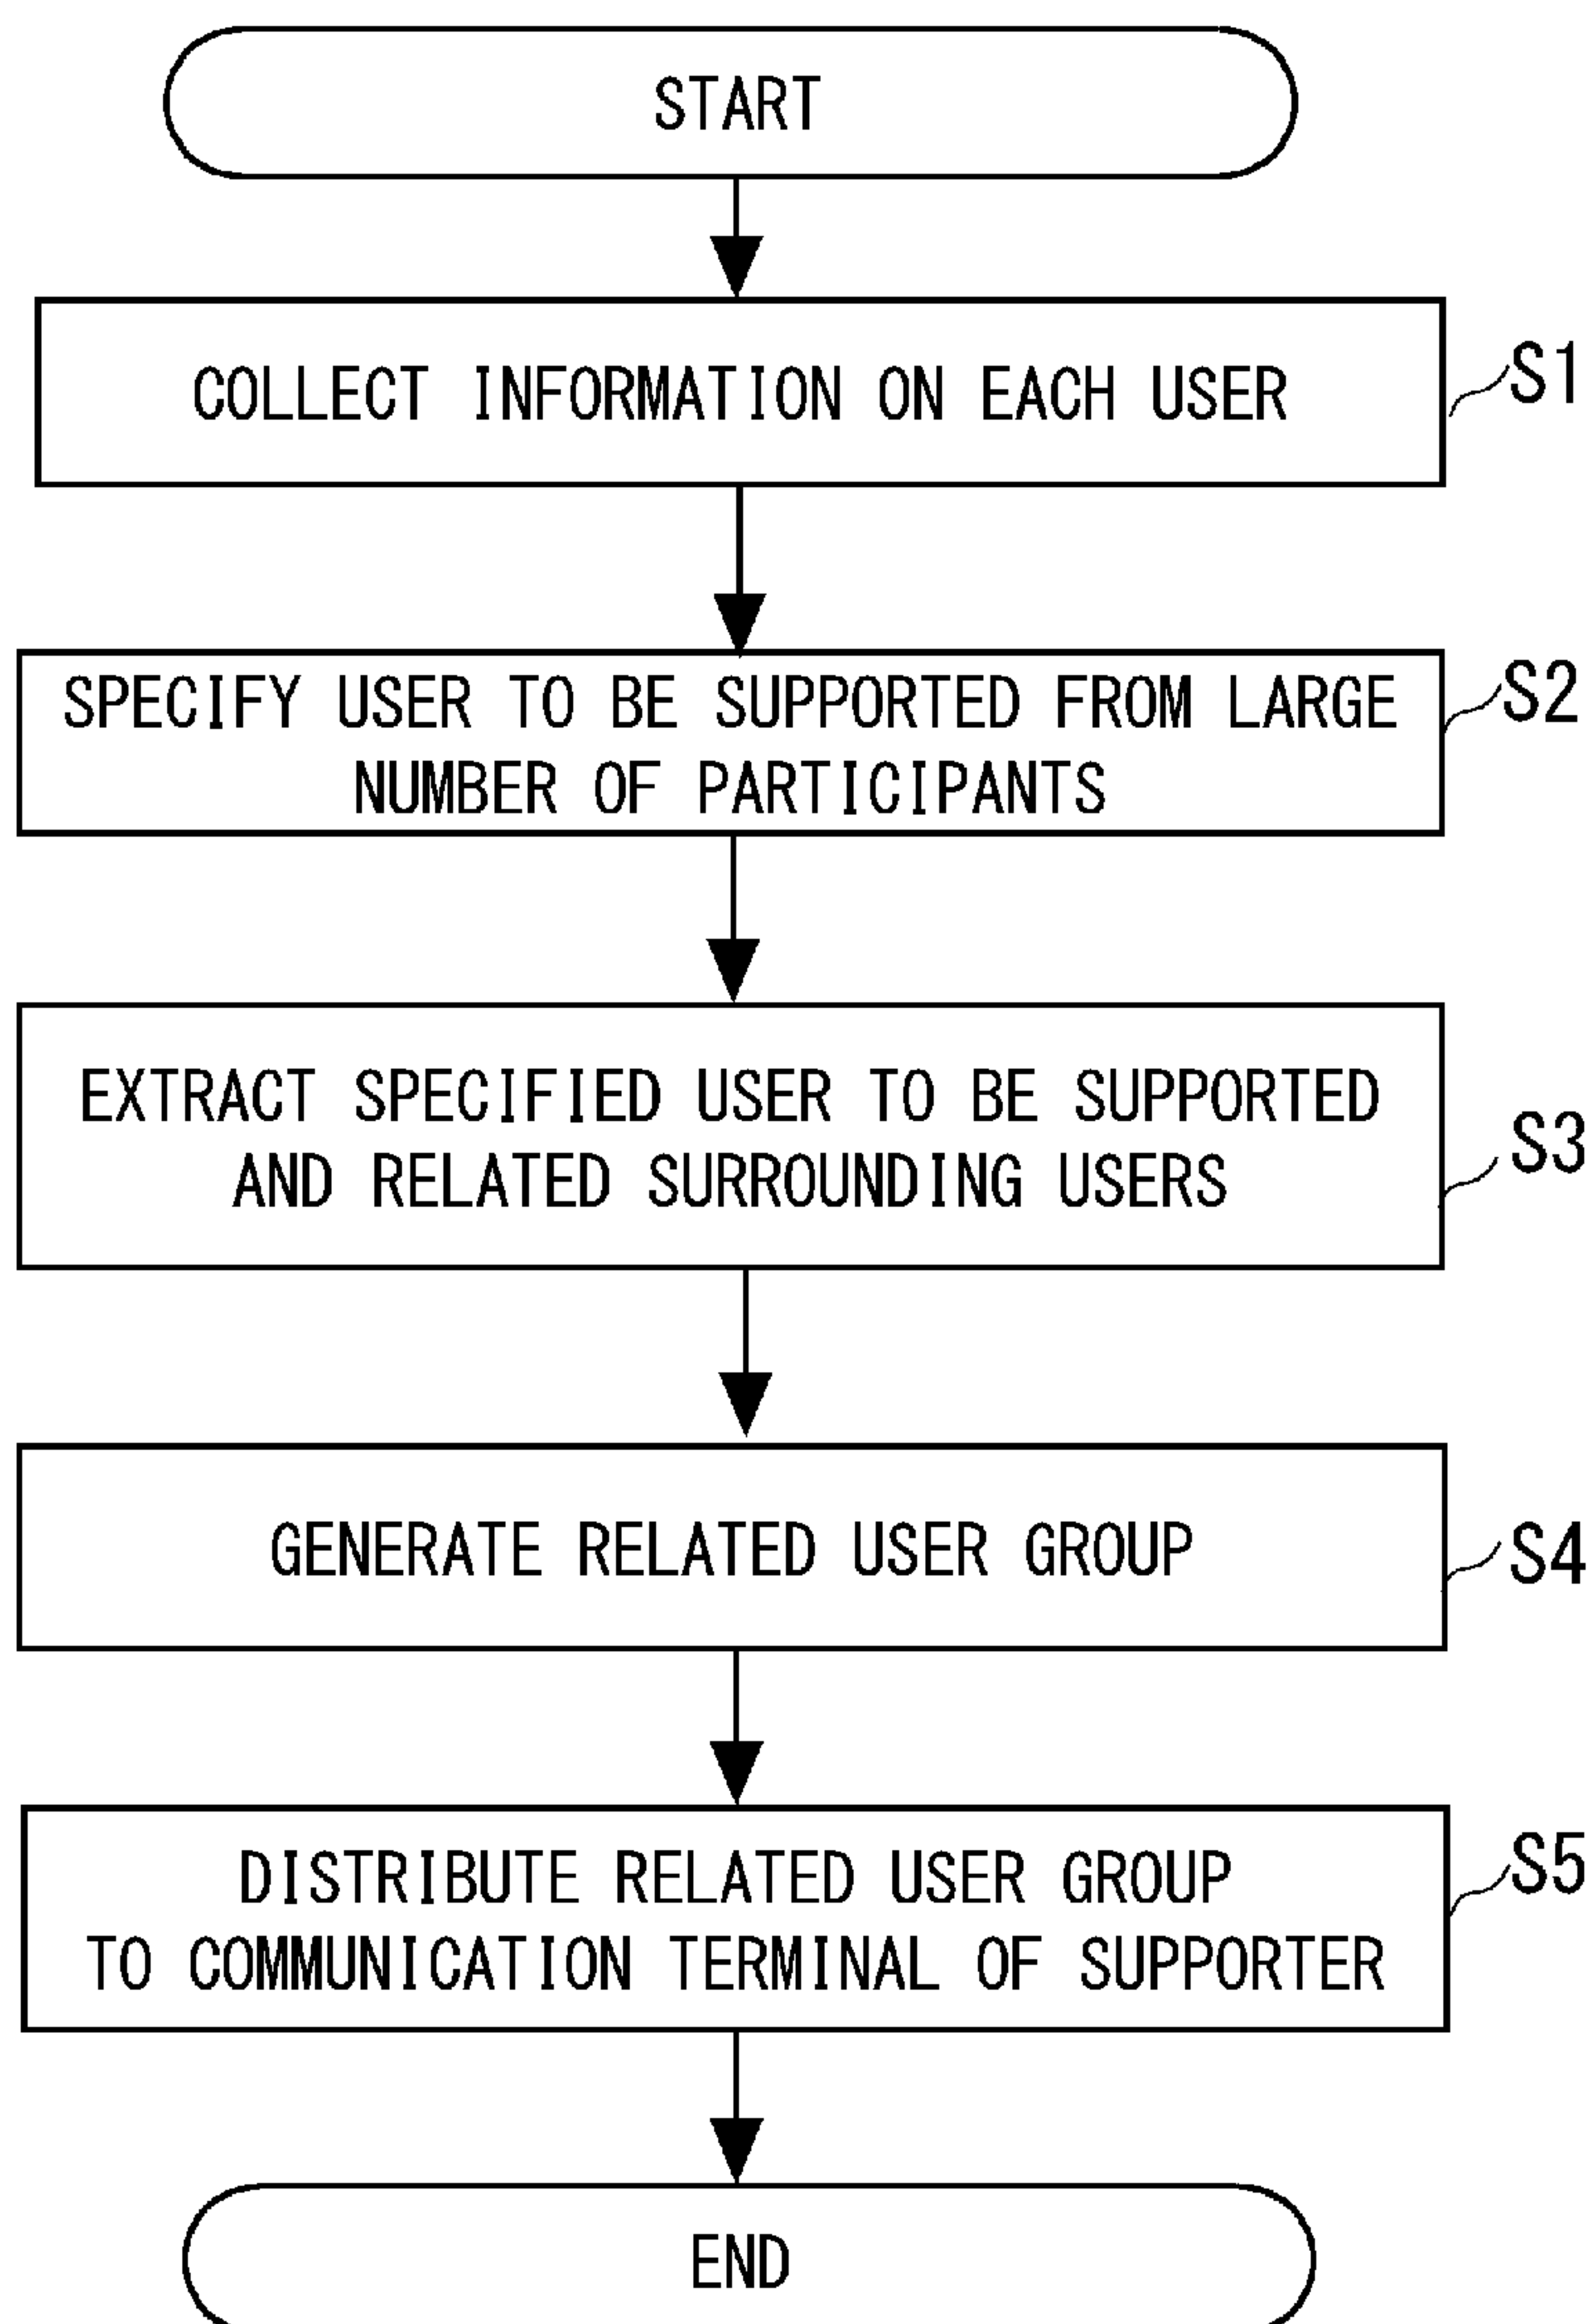 START
COLLECT INFORMATION ON EACH USER
S1
SPECIFY USER TO BE SUPPORTED FROM LARGE
NUMBER OF PARTICIPANTS
S2
EXTRACT SPECIFIED USER TO BE SUPPORTED
AND RELATED SURROUNDING USERS
S3
GENERATE RELATED USER GROUP
S4
DISTRIBUTE RELATED USER GROUP
TO COMMUNICATION TERMINAL OF SUPPORTER
S5
END